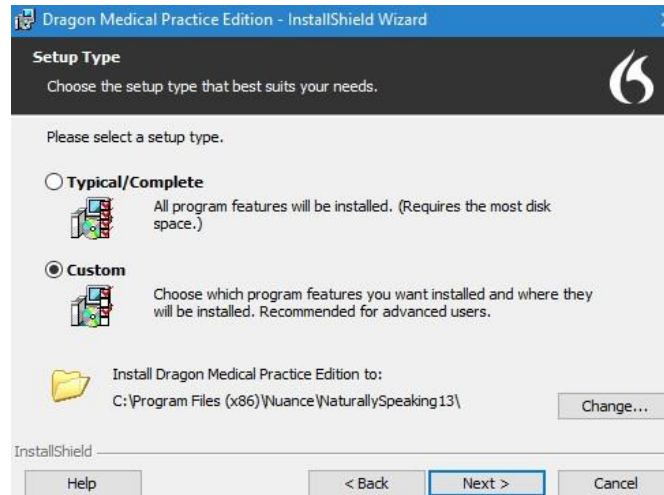 Dragon Medical Practice Edition - InstallShield Wizard
Setup Type
Choose the setup type that best suits your needs.
Please select a setup type.
Typical/Complete
All program features will be installed. (Requires the most disk
space.)
Custom
Choose which program features you want installed and where they
will be installed. Recommended for advanced users.
Install Dragon Medical Practice Edition to:
C:\Program Files (x86)\Nuance\NaturallySpeaking13\
Change...
InstallShield
Help
< Back
Next >
Cancel